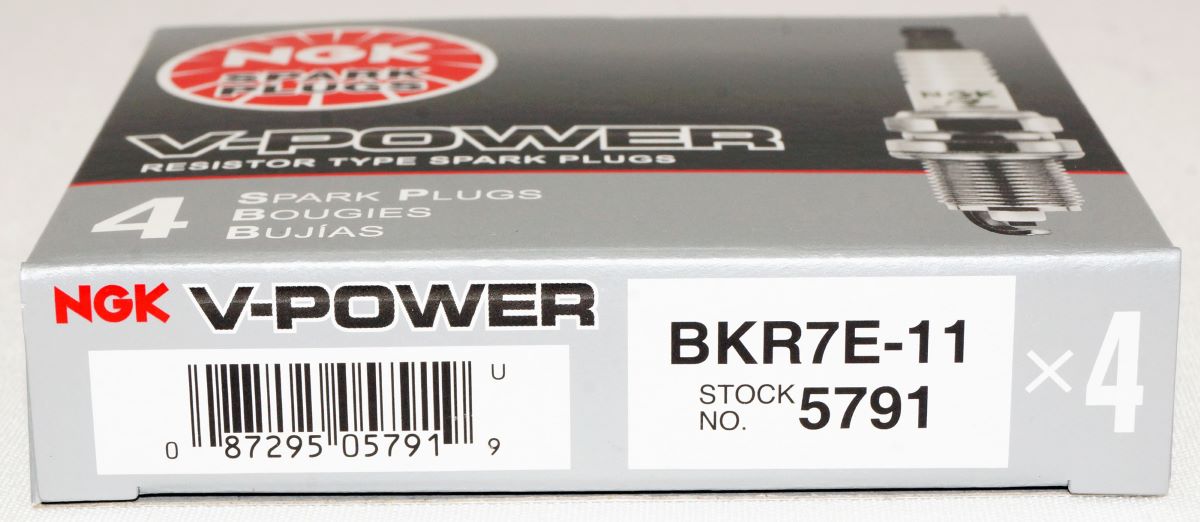 NGK
SPARK
PLUGS
V-POWER
RESISTOR TYPE SPARK PLUGS
4
SPARK PLUGS
BOUGIES
BUJÍAS
NGK
NGK V-POWER
U
0 87295 05791 9
BKR7E-11
STOCK NO. 5791
×4